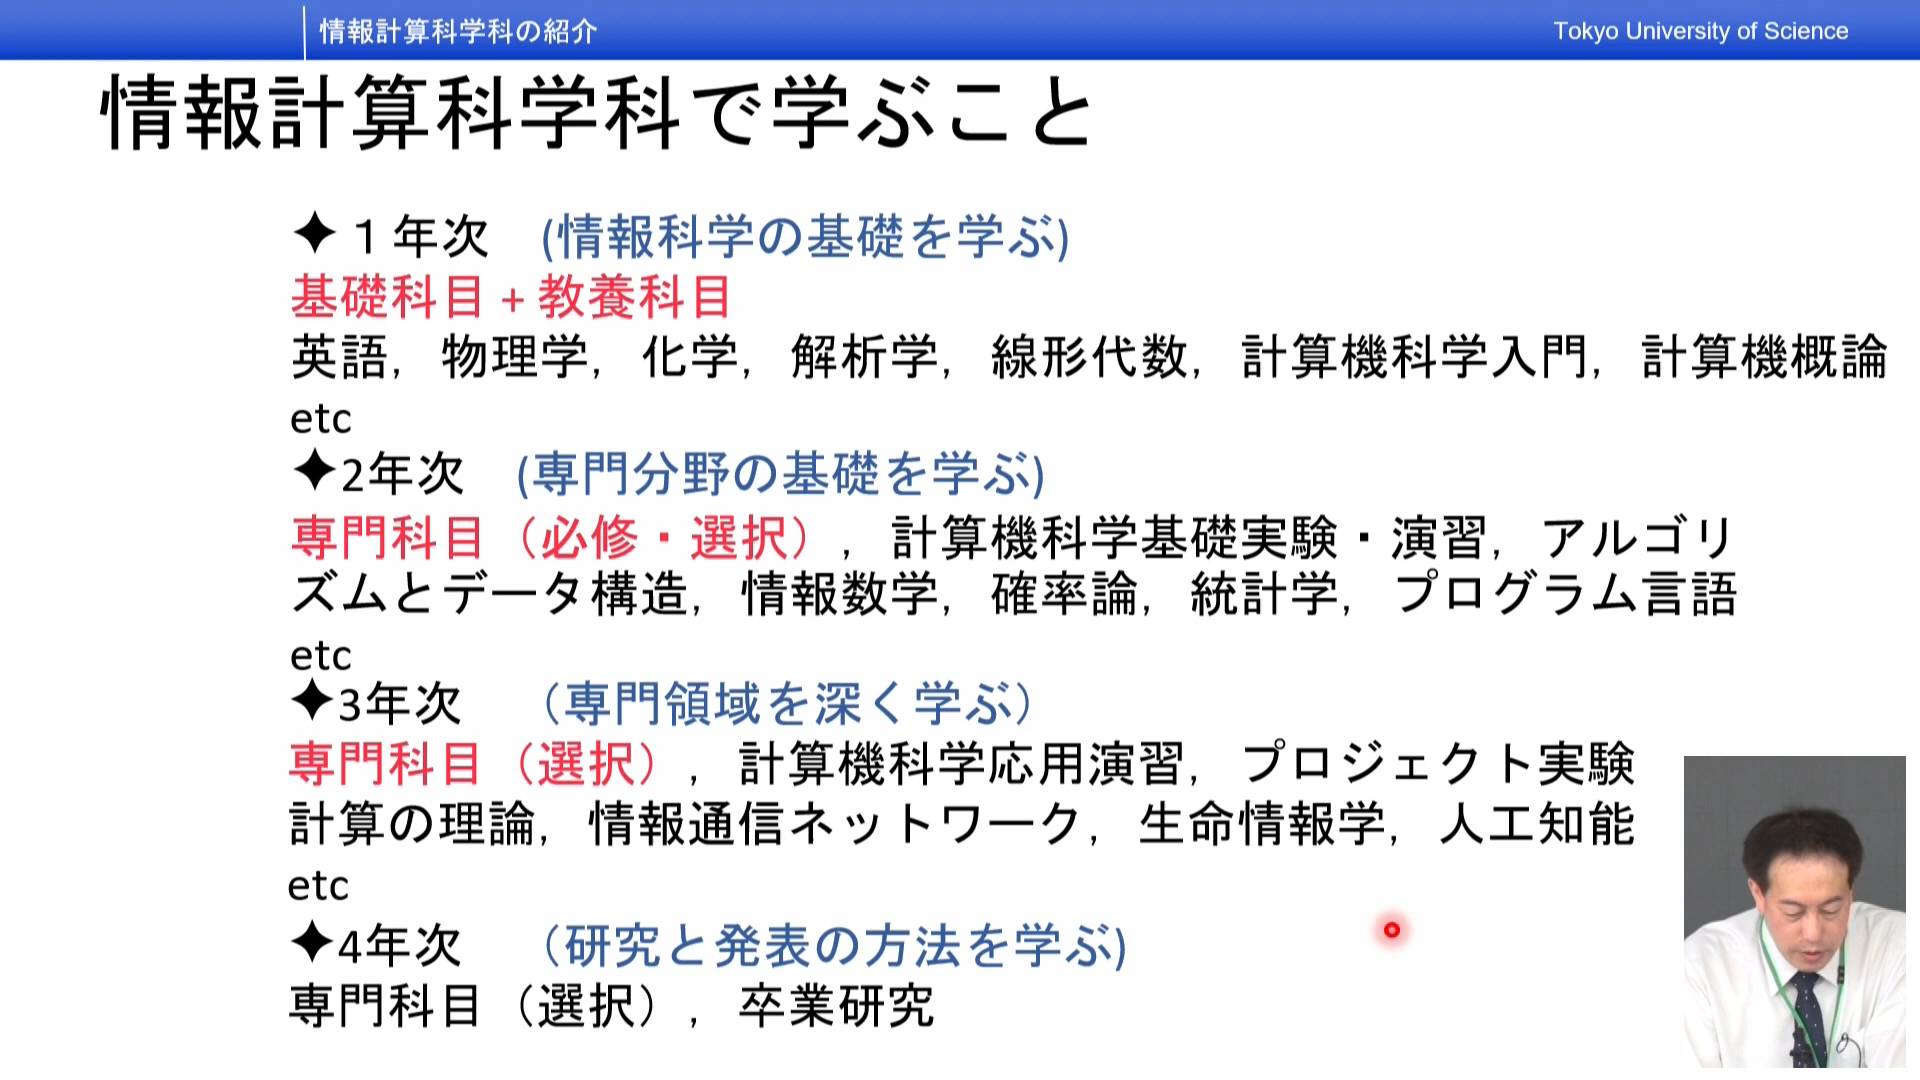 情報計算科学科の紹介
Tokyo University of Science
情報計算科学科で学ぶこと
✦１年次　(情報科学の基礎を学ぶ)
基礎科目+教養科目
英語，物理学，化学，解析学，線形代数，計算機科学入門，計算機概論
etc
✦2年次　(専門分野の基礎を学ぶ)
専門科目（必修・選択），計算機科学基礎実験・演習，アルゴリ
ズムとデータ構造，情報数学，確率論，統計学，プログラム言語
etc
✦3年次　（専門領域を深く学ぶ）
専門科目（選択），計算機科学応用演習，プロジェクト実験
計算の理論，情報通信ネットワーク，生命情報学，人工知能
etc
✦4年次　（研究と発表の方法を学ぶ)
専門科目（選択），卒業研究